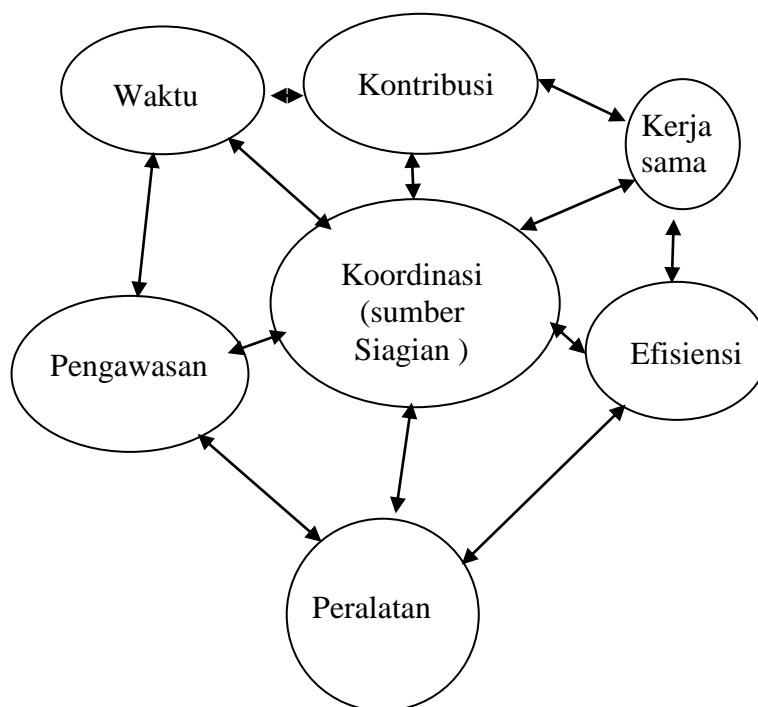 Waktu
Kontribusi
Kerja
sama
Koordinasi
(sumber
Siagian )
Pengawasan
Efisiensi
Peralatan